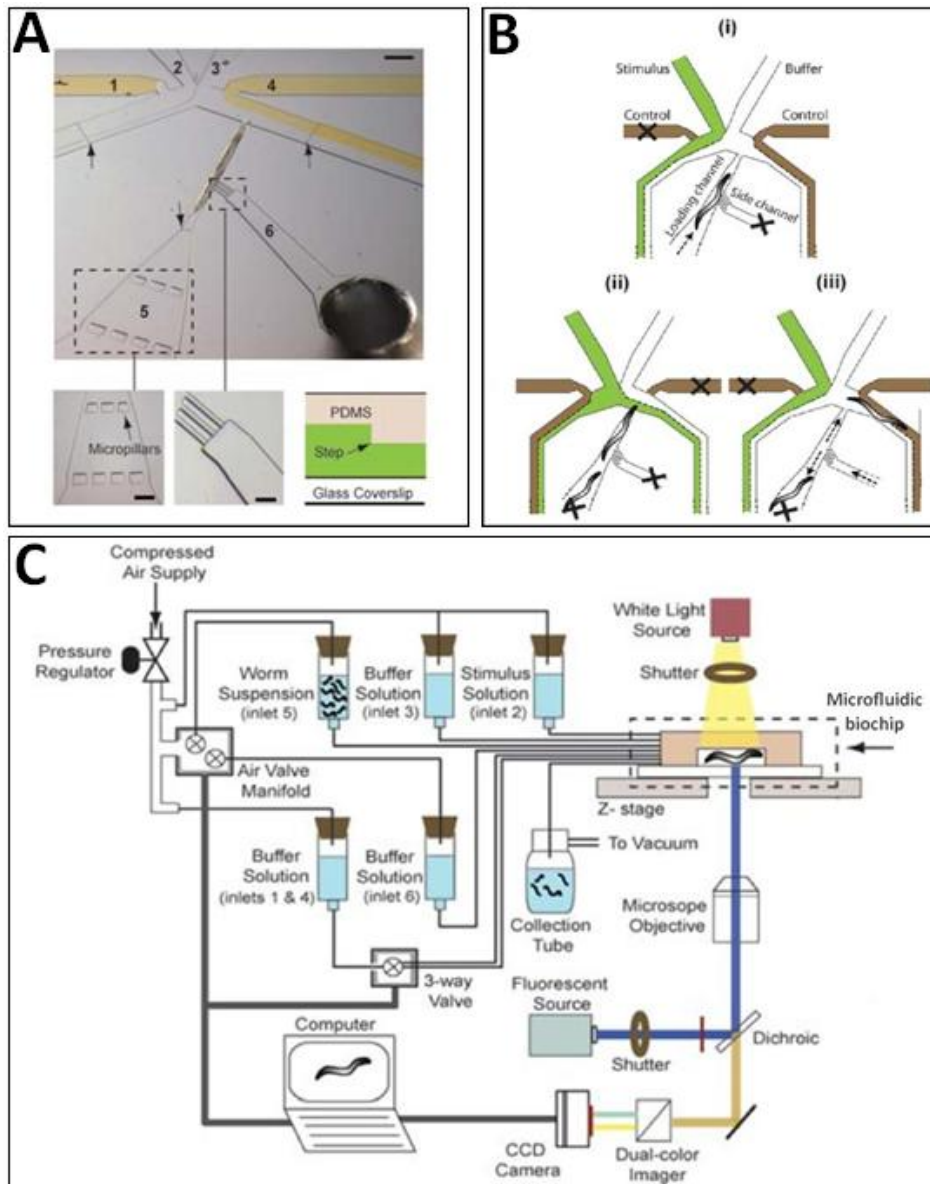 A
2
3
1
4
6
5
Micropillars
PDMS
Step
Glass Coverslip
B
(i)
Stimulus
Buffer
Control
Control
Loading channel
Side channel
(ii)
(iii)
C
Compressed
Air Supply
Pressure
Regulator
Worm
Suspension
(inlet 5)
Buffer
Solution
(inlet 3)
Stimulus
Solution
(inlet 2)
White Light
Source
Shutter
Microfluidic
biochip
Air Valve
Manifold
Z- stage
Buffer
Solution
(inlets 1 & 4)
Buffer
Solution
(inlet 6)
To Vacuum
Collection
Tube
Microsope
Objective
3-way
Valve
Fluorescent
Source
Shutter
Dichroic
Computer
CCD
Camera
Dual-color
Imager